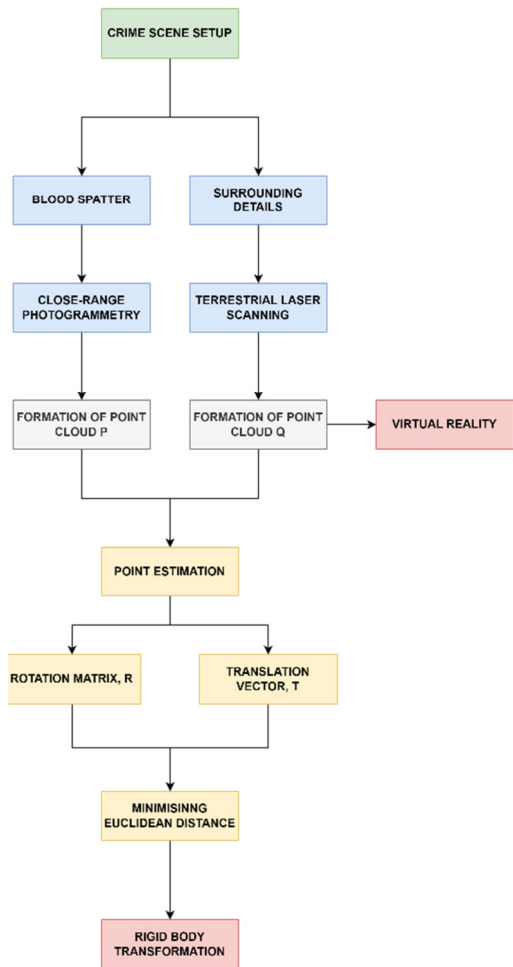 CRIME SCENE SETUP
BLOOD SPATTER
SURROUNDING
DETAILS
CLOSE-RANGE
PHOTOGRAMMETRY
TERRESTRIAL LASER
SCANNING
FORMATION OF POINT
CLOUD P
FORMATION OF POINT
CLOUD Q
VIRTUAL REALITY
POINT ESTIMATION
ROTATION MATRIX, R
TRANSLATION
VECTOR, T
MINIMISINNG
EUCLIDEAN DISTANCE
RIGID BODY
TRANSFORMATION